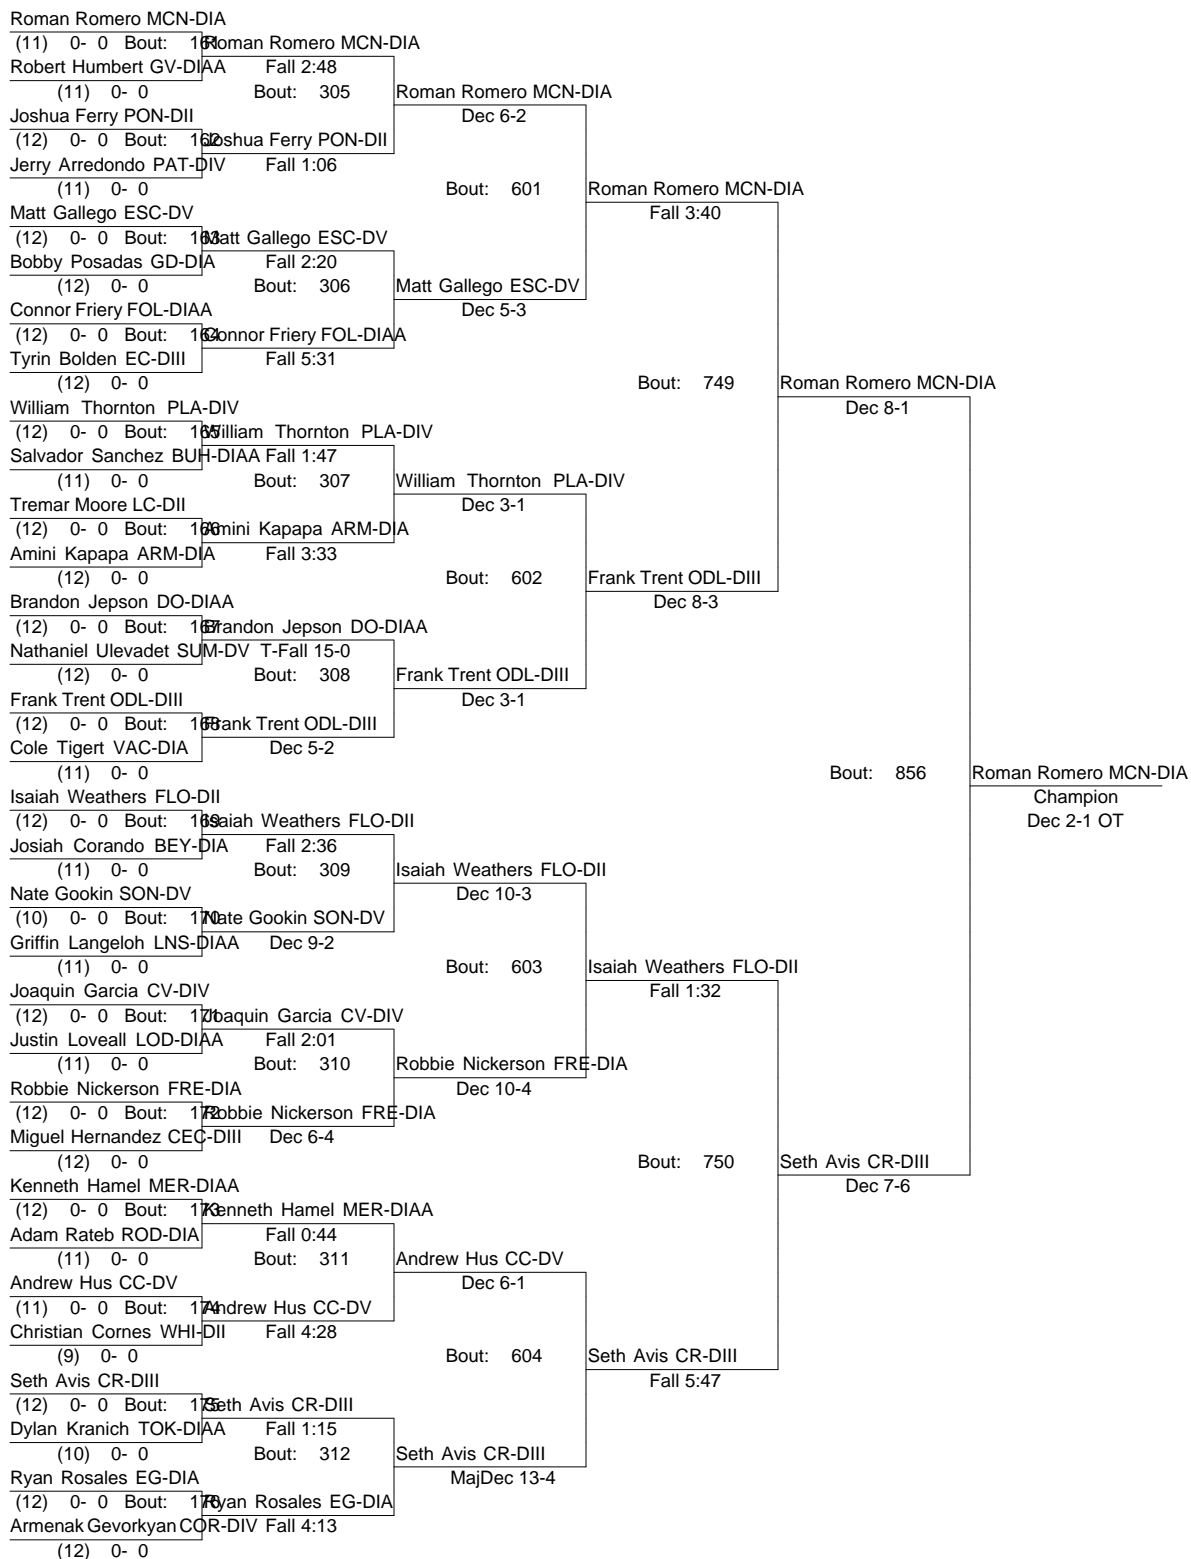 Roman Romero MCN-DIA
(11) 0- 0 Bout: 161
Roman Romero MCN-DIA
Robert Humbert GV-DIAA
Fall 2:48
(11) 0- 0
Bout: 305
Roman Romero MCN-DIA
Joshua Ferry PON-DII
Dec 6-2
(12) 0- 0 Bout: 162
Joshua Ferry PON-DII
Jerry Arredondo PAT-DIV
Fall 1:06
(11) 0- 0
Bout: 601
Roman Romero MCN-DIA
Matt Gallego ESC-DV
Fall 3:40
(12) 0- 0 Bout: 163
Matt Gallego ESC-DV
Bobby Posadas GD-DIA
Fall 2:20
(12) 0- 0
Bout: 306
Matt Gallego ESC-DV
Connor Friery FOL-DIAA
Dec 5-3
(12) 0- 0 Bout: 164
Connor Friery FOL-DIAA
Tyrin Bolden EC-DIII
Fall 5:31
(12) 0- 0
Bout: 749
Roman Romero MCN-DIA
William Thornton PLA-DIV
Dec 8-1
(12) 0- 0 Bout: 165
William Thornton PLA-DIV
Salvador Sanchez BUH-DIAA
Fall 1:47
(11) 0- 0
Bout: 307
William Thornton PLA-DIV
Tremar Moore LC-DII
Dec 3-1
(12) 0- 0 Bout: 166
Amini Kapapa ARM-DIA
Amini Kapapa ARM-DIA
Fall 3:33
(12) 0- 0
Bout: 602
Frank Trent ODL-DIII
Brandon Jepson DO-DIAA
Dec 8-3
(12) 0- 0 Bout: 167
Brandon Jepson DO-DIAA
Nathaniel Ulevadet SUM-DV
T-Fall 15-0
(12) 0- 0
Bout: 308
Frank Trent ODL-DIII
Frank Trent ODL-DIII
Dec 3-1
(12) 0- 0 Bout: 168
Frank Trent ODL-DIII
Cole Tigert VAC-DIA
Dec 5-2
(11) 0- 0
Bout: 856
Roman Romero MCN-DIA
Isaiah Weathers FLO-DII
Champion
(12) 0- 0 Bout: 169
Isaiah Weathers FLO-DII
Dec 2-1 OT
Josiah Corando BEY-DIA
Fall 2:36
(11) 0- 0
Bout: 309
Isaiah Weathers FLO-DII
Nate Gookin SON-DV
Dec 10-3
(10) 0- 0 Bout: 170
Nate Gookin SON-DV
Griffin Langeloh LNS-DIAA
Dec 9-2
(11) 0- 0
Bout: 603
Isaiah Weathers FLO-DII
Joaquin Garcia CV-DIV
Fall 1:32
(12) 0- 0 Bout: 171
Joaquin Garcia CV-DIV
Justin Loveall LOD-DIAA
Fall 2:01
(11) 0- 0
Bout: 310
Robbie Nickerson FRE-DIA
Robbie Nickerson FRE-DIA
Dec 10-4
(12) 0- 0 Bout: 172
Robbie Nickerson FRE-DIA
Miguel Hernandez CEC-DIII
Dec 6-4
(12) 0- 0
Bout: 750
Seth Avis CR-DIII
Kenneth Hamel MER-DIAA
Dec 7-6
(12) 0- 0 Bout: 173
Kenneth Hamel MER-DIAA
Adam Rateb ROD-DIA
Fall 0:44
(11) 0- 0
Bout: 311
Andrew Hus CC-DV
Andrew Hus CC-DV
Dec 6-1
(11) 0- 0 Bout: 174
Andrew Hus CC-DV
Christian Cornes WHI-DII
Fall 4:28
(9) 0- 0
Bout: 604
Seth Avis CR-DIII
Seth Avis CR-DIII
Fall 5:47
(12) 0- 0 Bout: 175
Seth Avis CR-DIII
Dylan Kranich TOK-DIAA
Fall 1:15
(10) 0- 0
Bout: 312
Seth Avis CR-DIII
Ryan Rosales EG-DIA
MajDec 13-4
(12) 0- 0 Bout: 176
Ryan Rosales EG-DIA
Armenak Gevorkyan COR-DIV
Fall 4:13
(12) 0- 0